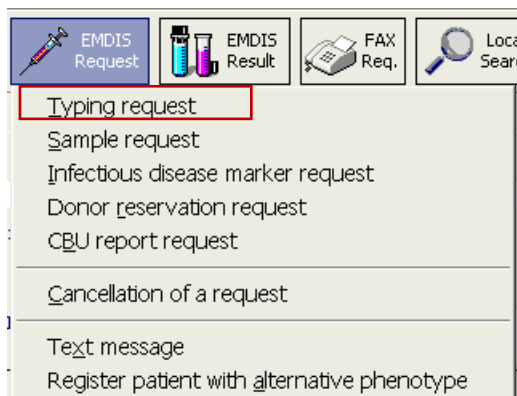 EMDIS
Request
EMDIS
Result
FAX
Req.
Typing request
Sample request
Infectious disease marker request
Donor reservation request
CBU report request
Cancellation of a request
Text message
Register patient with alternative phenotype